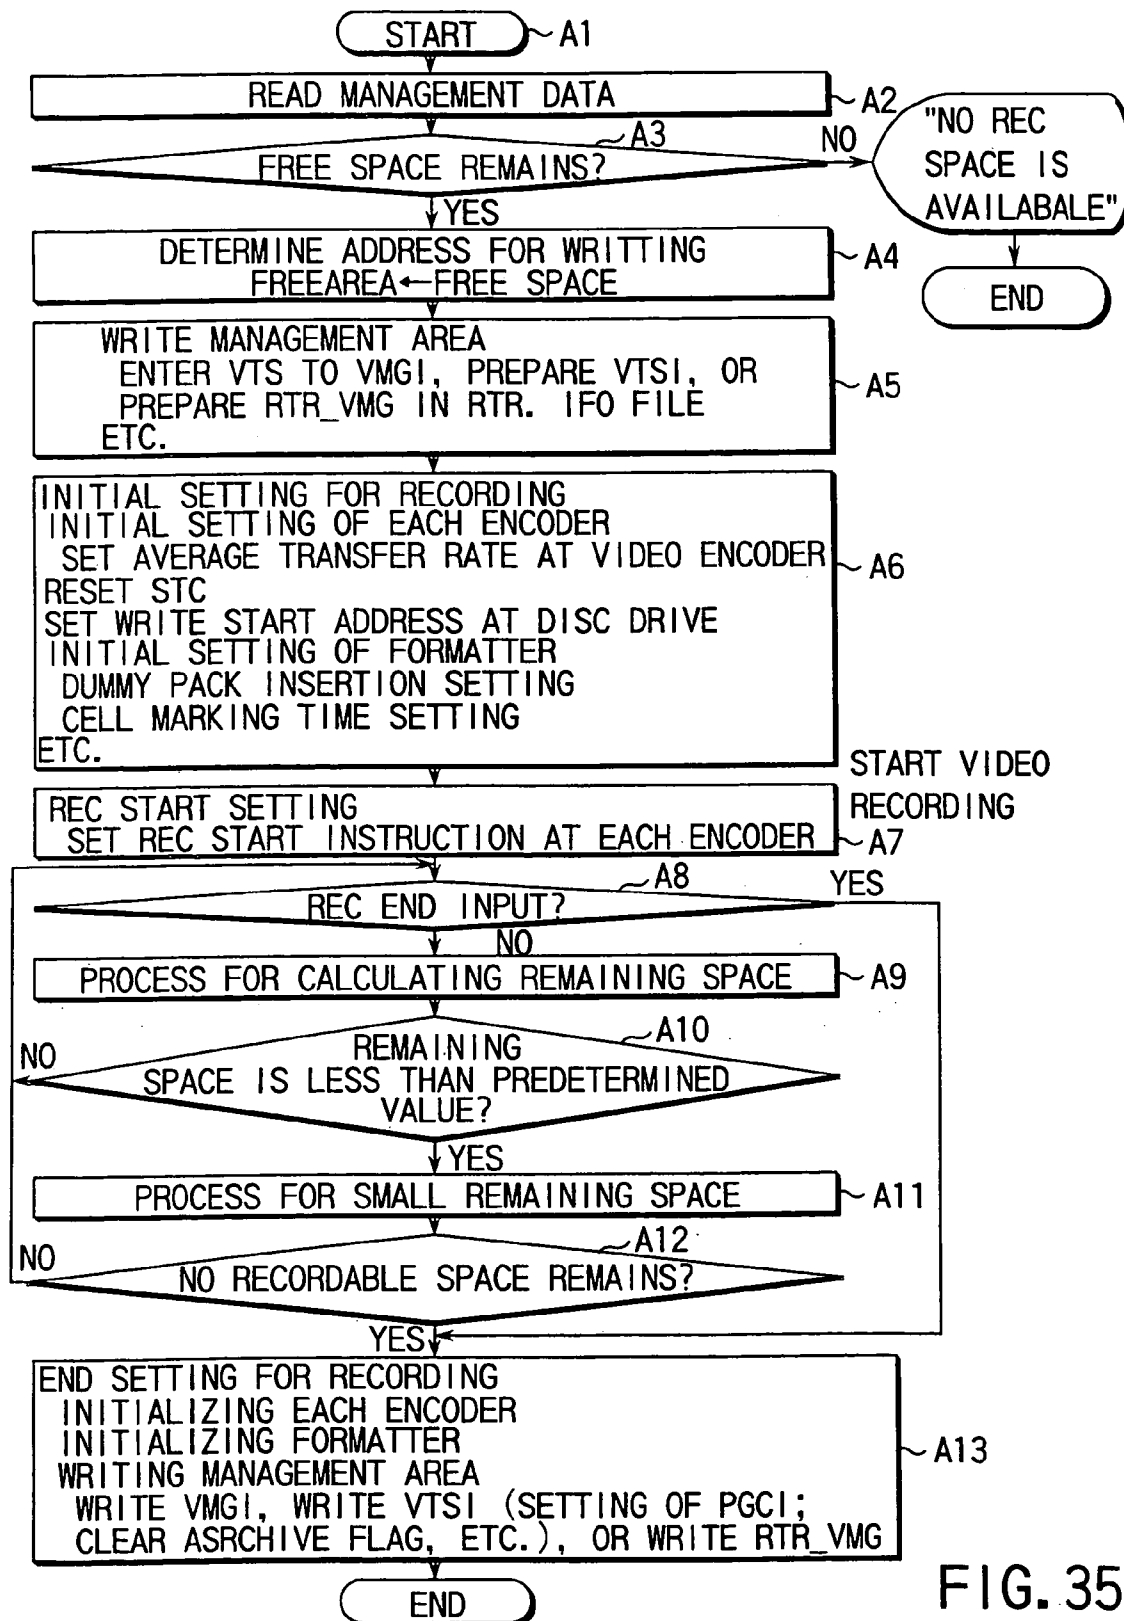 START
A1
READ MANAGEMENT DATA
A2
A3
FREE SPACE REMAINS?
NO
"NO REC
SPACE IS
AVAILABALE"
END
YES
DETERMINE ADDRESS FOR WRITTING
FREEAREA←FREE SPACE
A4
WRITE MANAGEMENT AREA
ENTER VTS TO VMGI, PREPARE VTSI, OR
PREPARE RTR_VMG IN RTR. IFO FILE
ETC.
A5
INITIAL SETTING FOR RECORDING
INITIAL SETTING OF EACH ENCODER
SET AVERAGE TRANSFER RATE AT VIDEO ENCODER
RESET STC
SET WRITE START ADDRESS AT DISC DRIVE
INITIAL SETTING OF FORMATTER
DUMMY PACK INSERTION SETTING
CELL MARKING TIME SETTING
ETC.
A6
START VIDEO
RECORDING
REC START SETTING
SET REC START INSTRUCTION AT EACH ENCODER
A7
A8
REC END INPUT?
YES
NO
PROCESS FOR CALCULATING REMAINING SPACE
A9
A10
REMAINING
SPACE IS LESS THAN PREDETERMINED
VALUE?
NO
YES
PROCESS FOR SMALL REMAINING SPACE
A11
A12
NO RECORDABLE SPACE REMAINS?
NO
YES
END SETTING FOR RECORDING
INITIALIZING EACH ENCODER
INITIALIZING FORMATTER
WRITING MANAGEMENT AREA
WRITE VMGI, WRITE VTSI (SETTING OF PGCI;
CLEAR ASRCHIVE FLAG, ETC.), OR WRITE RTR_VMG
A13
END
FIG. 35